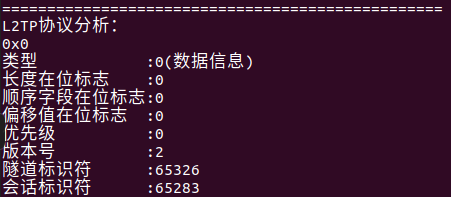 ==================================================
L2TP协议分析：
0x0
类型 :0(数据信息)
长度在位标志 :0
顺序字段在位标志:0
偏移值在位标志 :0
优先级 :0
版本号 :2
隧道标识符 :65326
会话标识符 :65283